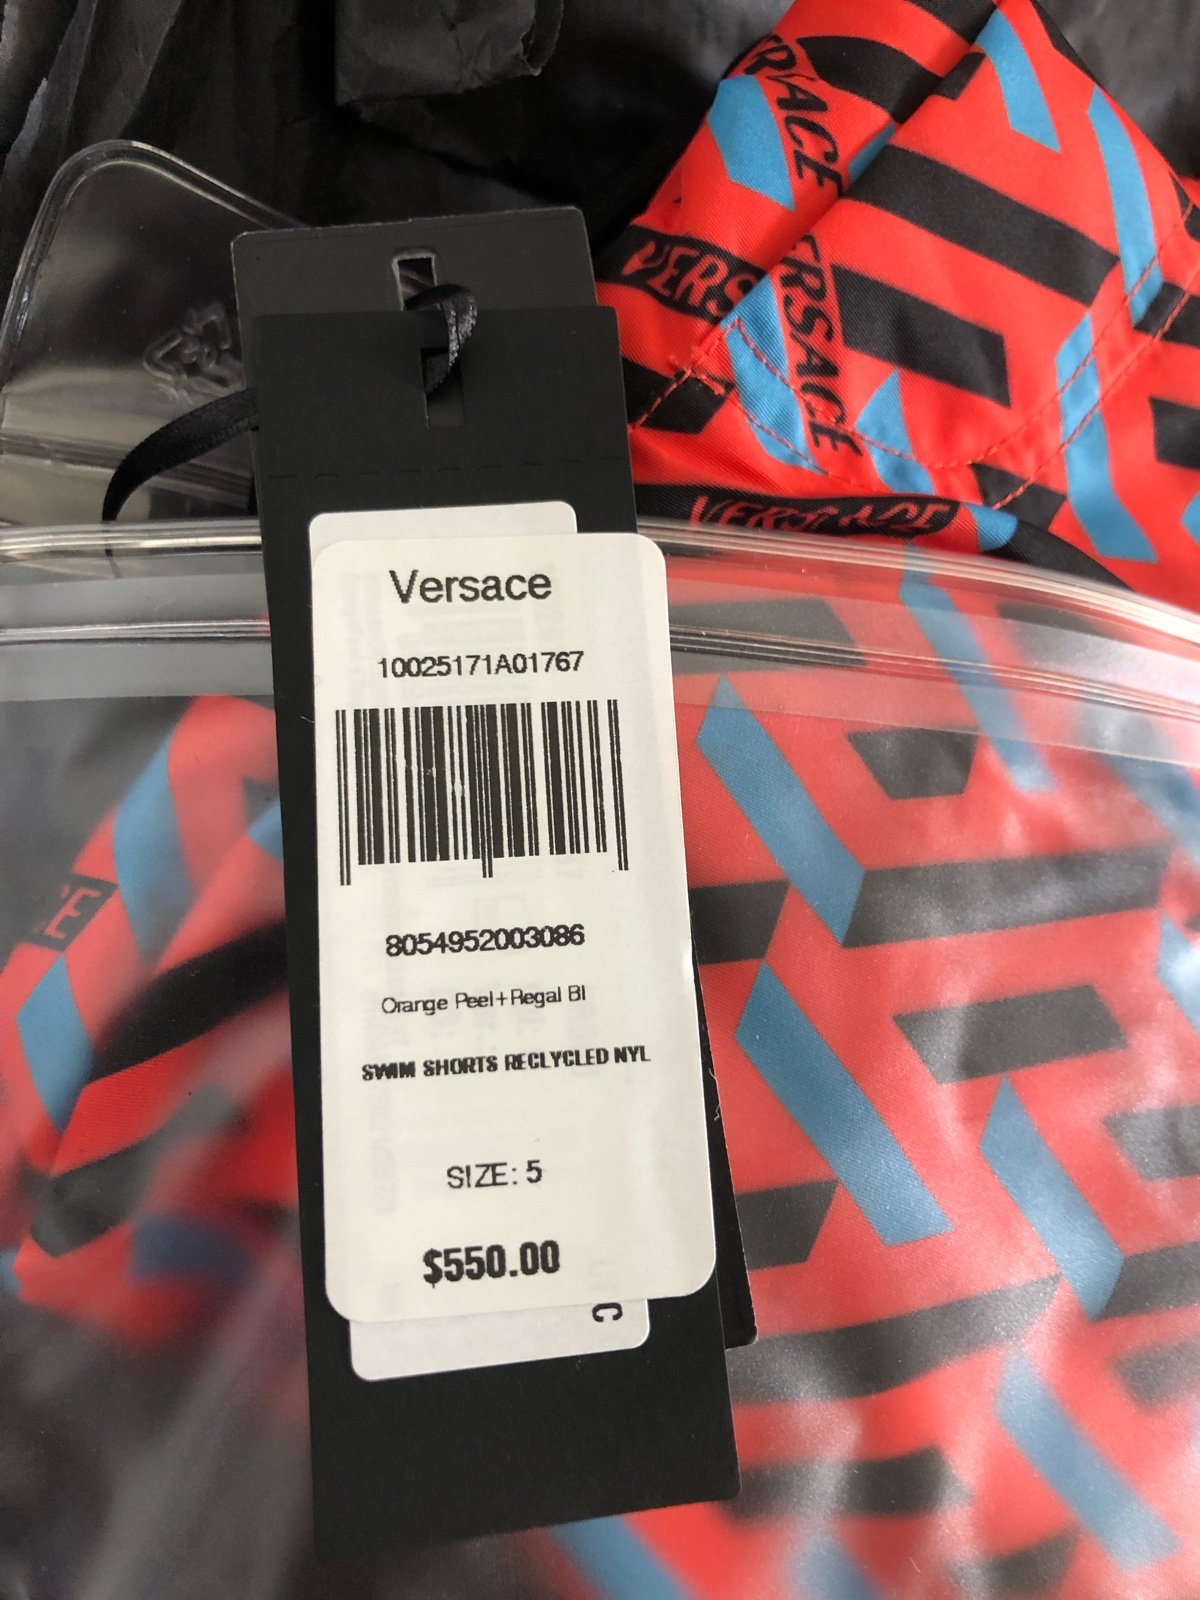 VERSACE
VERSACE
VERSACE
Versace
10025171A01767
8054952003086
Orange Peel+Regal Bl
SWIM SHORTS RECLYCLED NYL
SIZE: 5
$550.00